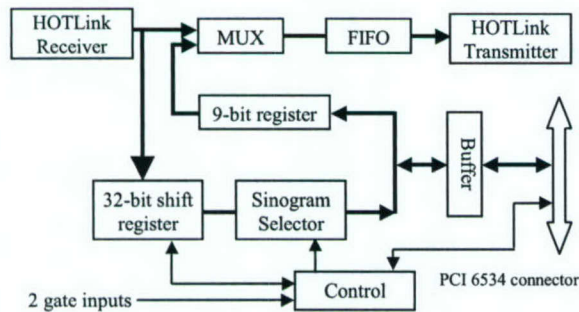 HOTLink
Receiver
MUX
FIFO
HOTLink
Transmitter
9-bit register
Buffer
32-bit shift
register
Sinogram
Selector
PCI 6534 connector
2 gate inputs
Control